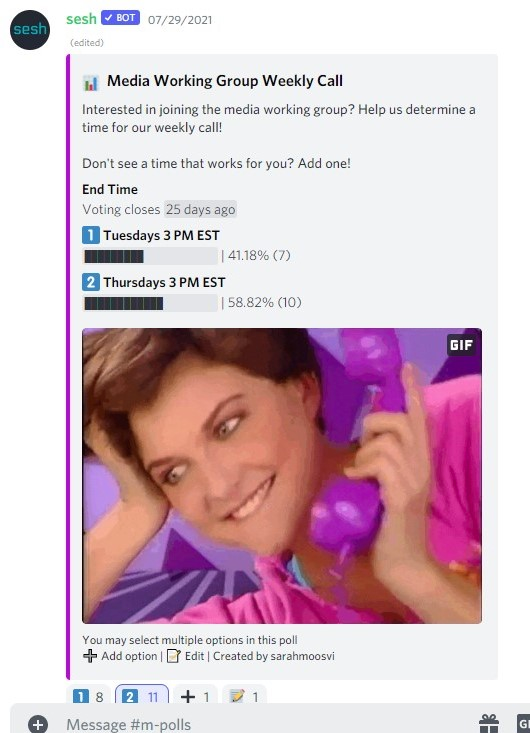 sesh
sesh ✓ BOT 07/29/2021
(edited)
📊 Media Working Group Weekly Call
Interested in joining the media working group? Help us determine a
time for our weekly call!
Don't see a time that works for you? Add one!
End Time
Voting closes 25 days ago
1 Tuesdays 3 PM EST
| 41.18% (7)
2 Thursdays 3 PM EST
| 58.82% (10)
GIF
You may select multiple options in this poll
➕ Add option | 📝 Edit | Created by sarahmoosvi
1 8 2 11 ➕ 1 📝 1
Message #m-polls